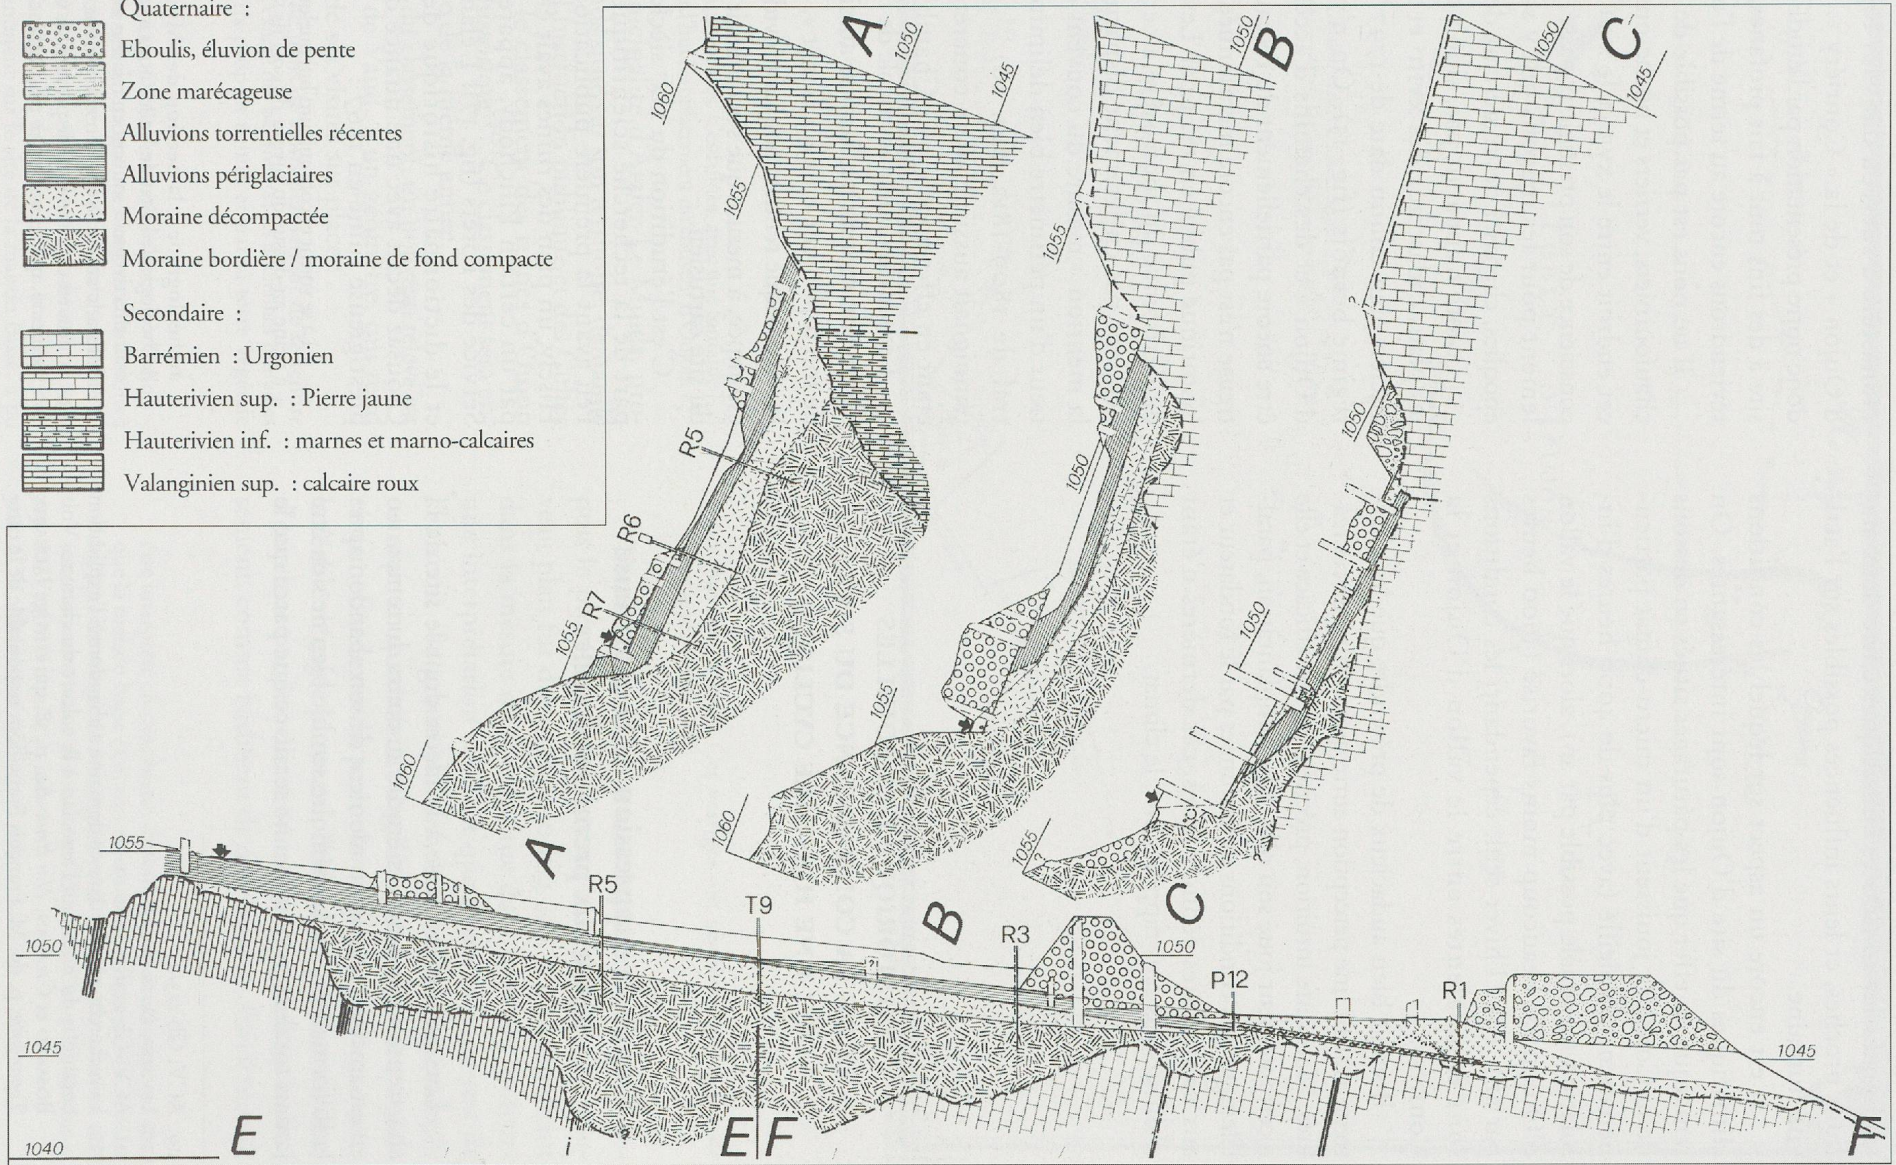 Quaternaire :
Eboulis, éluvion de pente
Zone marécageuse
Alluvions torrentielles récentes
Alluvions périglaciaires
Moraine décompactée
Moraine bordière / moraine de fond compacte
Secondaire :
Barrémien : Urgonien
Hauterivien sup. : Pierre jaune
Hauterivien inf. : marnes et marno-calcaires
Valanginien sup. : calcaire roux
A
1050
1045
1060
1055
R5
R6
R7
1055
1060
A
B
1050
1055
1050
1055
1060
B
C
1050
1045
?
1050
1050
1055
?
C
1055
R5
T9
R3
1050
P12
R1
1050
1045
1045
?
?
E
E F
F
1040